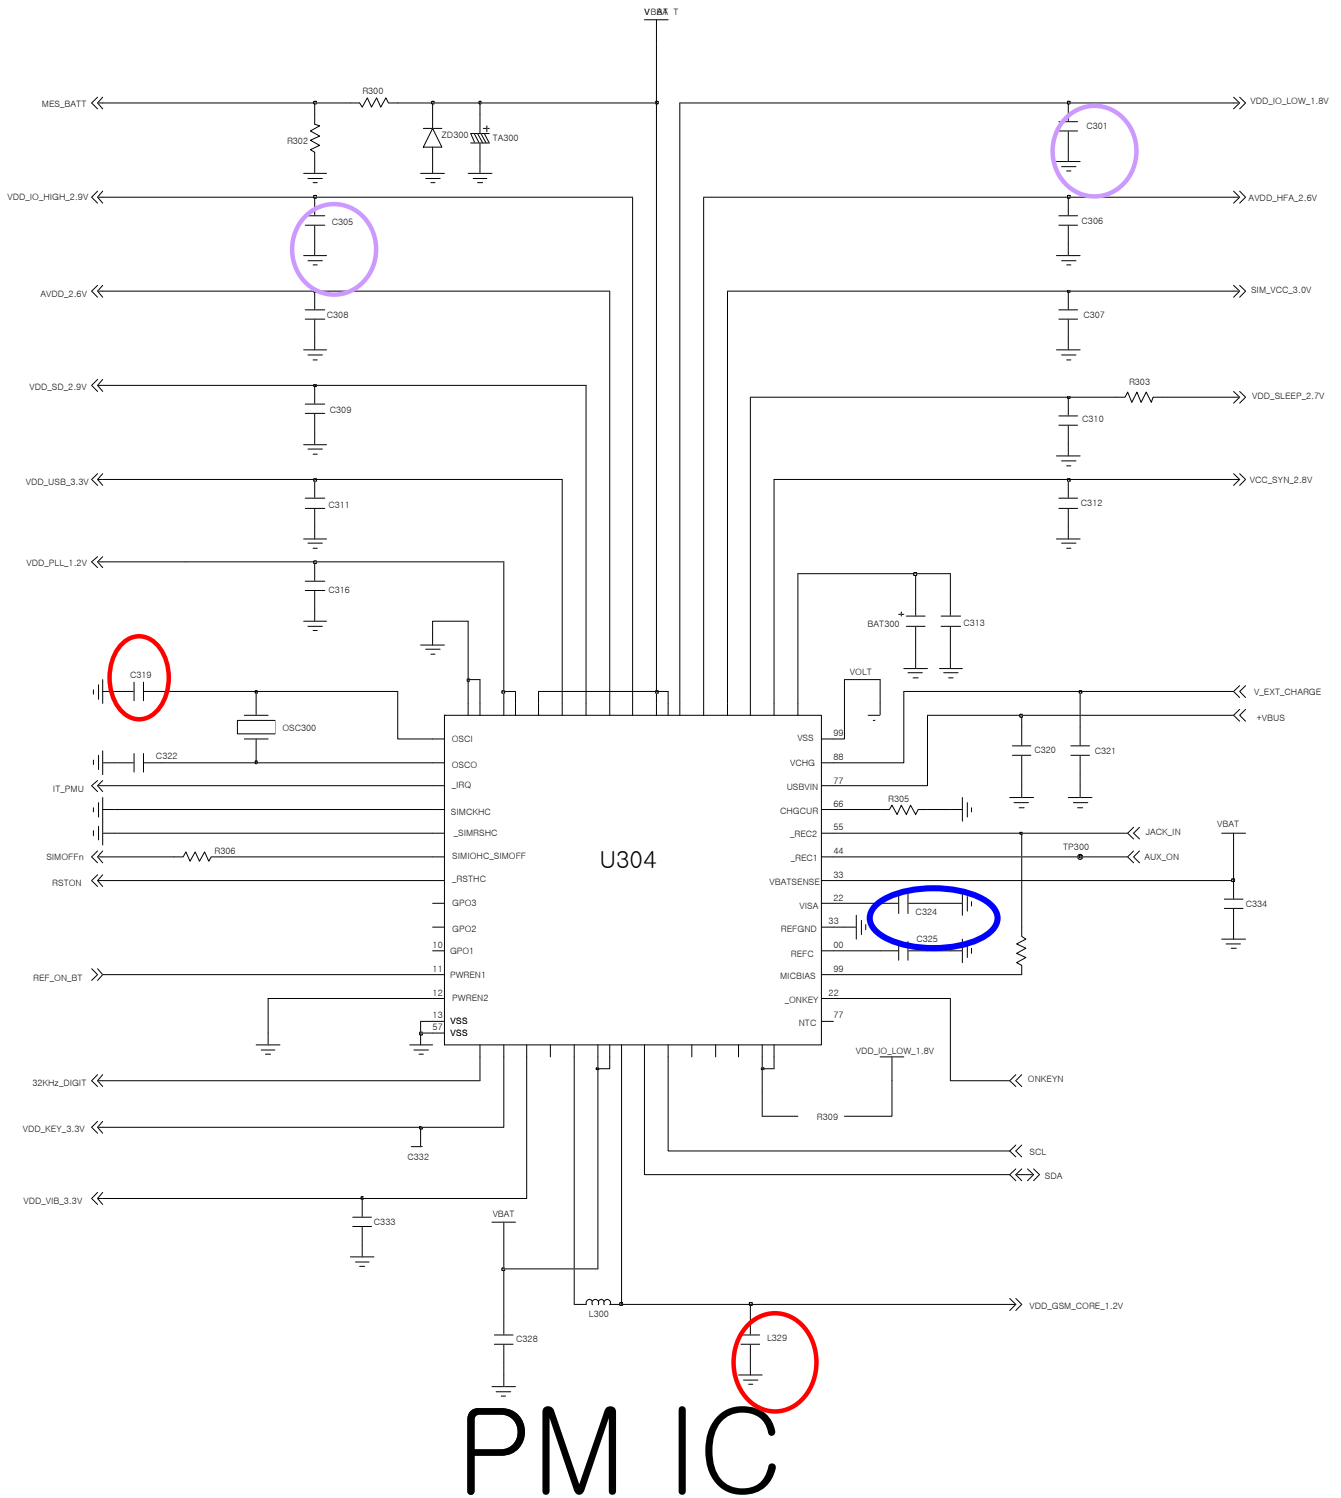 VBAT
R300
MES_BATT
VDD_IO_LOW_1.8V
C301
R302
ZD300
TA300
VDD_IO_HIGH_2.9V
AVDD_HFA_2.6V
C305
C306
AVDD_2.6V
SIM_VCC_3.0V
C308
C307
R303
VDD_SD_2.9V
VDD_SLEEP_2.7V
C309
C310
VDD_USB_3.3V
VCC_SYN_2.8V
C311
C312
VDD_PLL_1.2V
C316
BAT300
C313
C319
VOLT
V_EXT_CHARGE
+VBUS
OSC300
OSCI
VSS 99
C320
C321
C322
OSCO
VCHG 88
IT_PMU
_IRQ
USBVIN 77
R305
SIMCKHC
CHGCUR 66
_SIMRSHC
_REC2 55
JACK_IN
VBAT
R306
TP300
SIMOFFn
SIMIOHC_SIMOFF
U304
_REC1 44
AUX_ON
RSTON
_RSTHC
VBATSENSE 33
GPO3
VISA 22
C324
C334
GPO2
REFGND 33
C325
10 GPO1
REFC 00
REF_ON_BT
11 PWREN1
MICBIAS 99
12 PWREN2
_ONKEY 22
13 VSS
NTC 77
57 VSS
VDD_IO_LOW_1.8V
32KHz_DIGIT
ONKEYN
R309
VDD_KEY_3.3V
C332
SCL
SDA
VDD_VIB_3.3V
C333
VBAT
L300
VDD_GSM_CORE_1.2V
C328
L329
PM IC